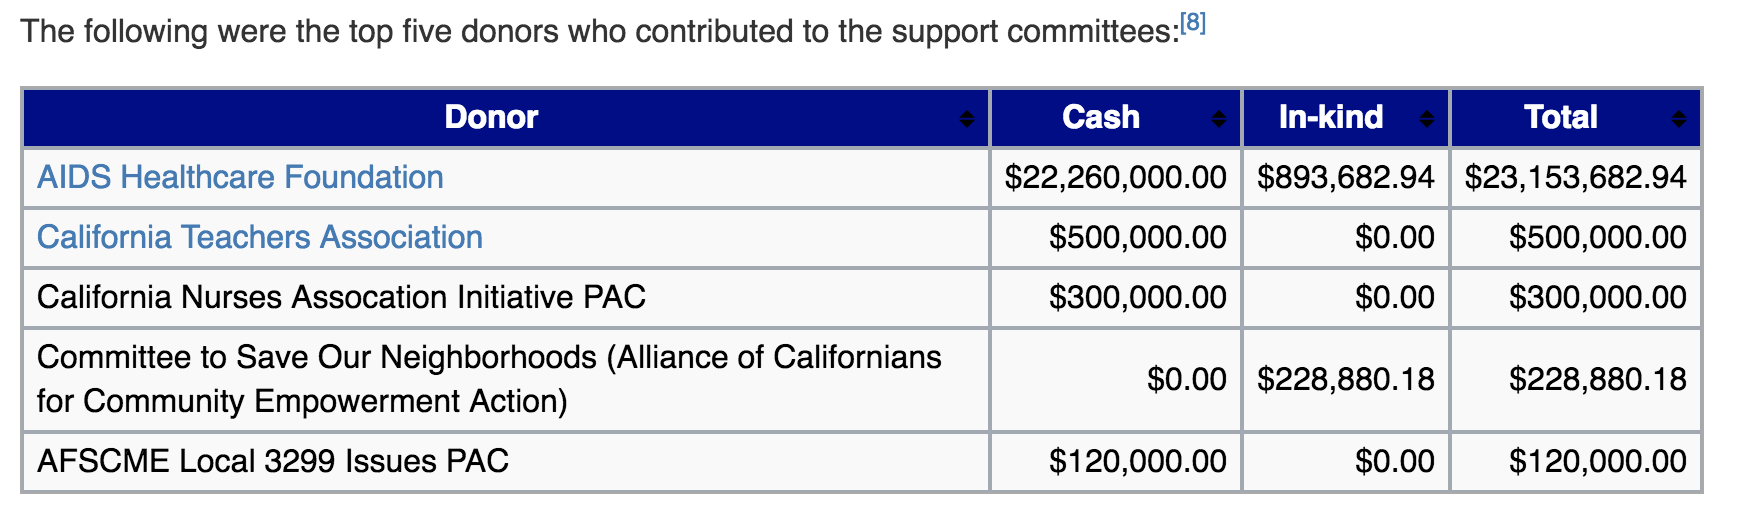 The following were the top five donors who contributed to the support committees:[8]
Donor Cash In-kind Total
AIDS Healthcare Foundation $22,260,000.00 $893,682.94 $23,153,682.94
California Teachers Association $500,000.00 $0.00 $500,000.00
California Nurses Assocation Initiative PAC $300,000.00 $0.00 $300,000.00
Committee to Save Our Neighborhoods (Alliance of Californians
for Community Empowerment Action) $0.00 $228,880.18 $228,880.18
AFSCME Local 3299 Issues PAC $120,000.00 $0.00 $120,000.00